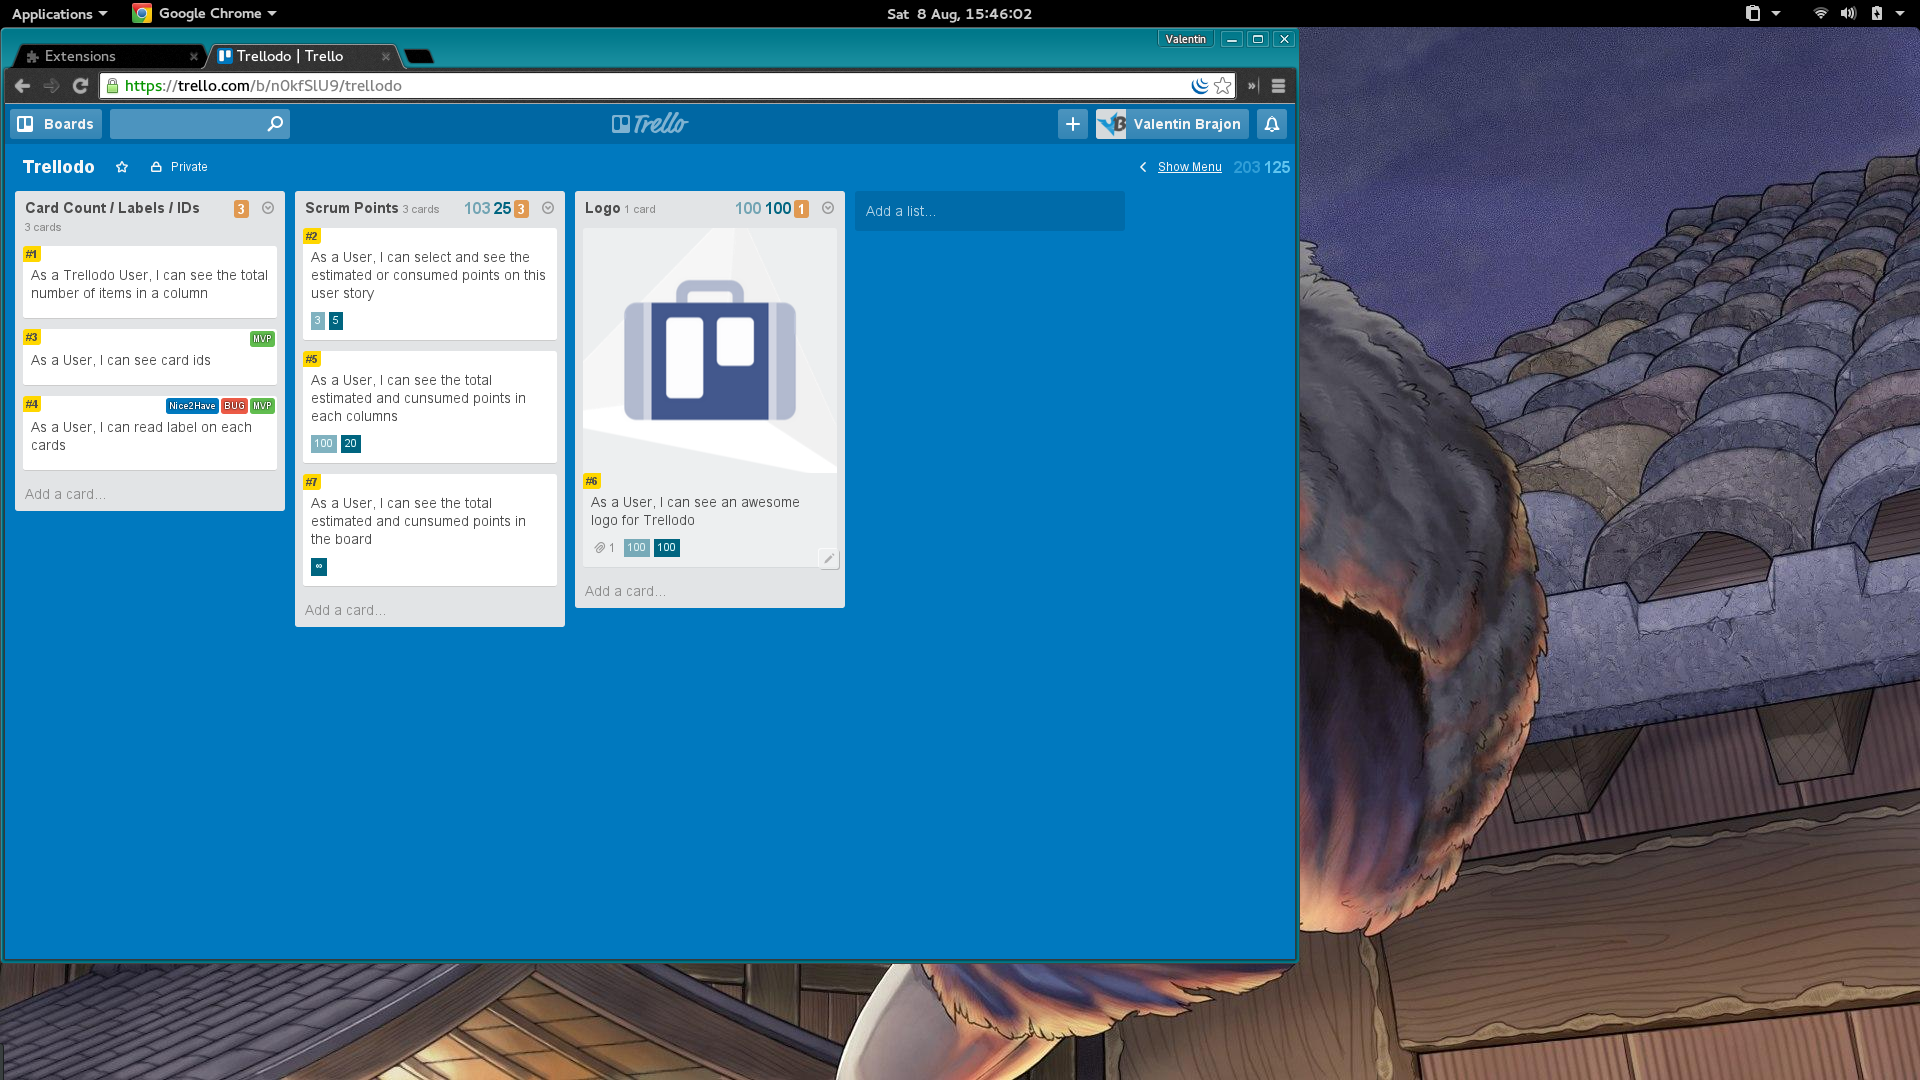 Applications Google Chrome Sat 8 Aug, 15:46:02
Valentin
Extensions Trellodo | Trello
https://trello.com/b/n0kfSlU9/trellodo
Boards Trello Valentin Brajon
Trellodo Private Show Menu 203 125
Card Count / Labels / IDs 3
3 cards
#1
As a Trellodo User, I can see the total
number of items in a column
#3 MVP
As a User, I can see card ids
#4 Nice2Have BUG MVP
As a User, I can read label on each
cards
Add a card...
Scrum Points 3 cards 103 25 3
#2
As a User, I can select and see the
estimated or consumed points on this
user story
3 5
#5
As a User, I can see the total
estimated and cunsumed points in
each columns
100 20
#7
As a User, I can see the total
estimated and cunsumed points in
the board
∞
Add a card...
Logo 1 card 100 100 1
#6
As a User, I can see an awesome
logo for Trellodo
1 100 100
Add a card...
Add a list...